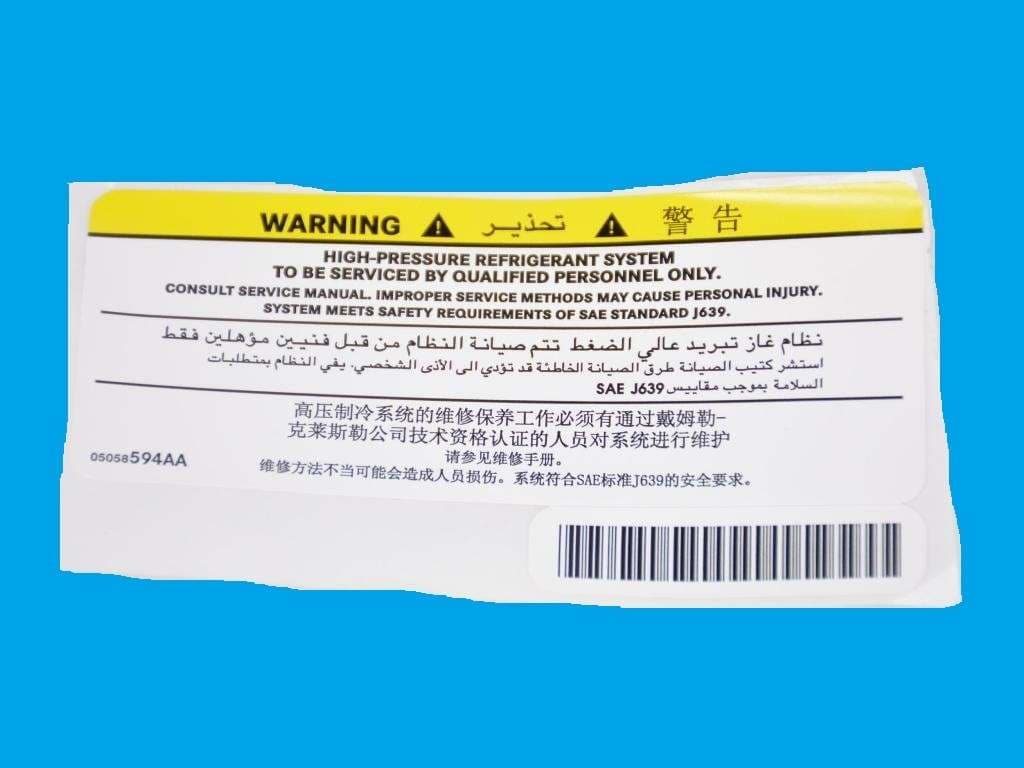 WARNING ⚠ تحذير ⚠ 警告
HIGH-PRESSURE REFRIGERANT SYSTEM
TO BE SERVICED BY QUALIFIED PERSONNEL ONLY.
CONSULT SERVICE MANUAL. IMPROPER SERVICE METHODS MAY CAUSE PERSONAL INJURY.
SYSTEM MEETS SAFETY REQUIREMENTS OF SAE STANDARD J639.
نظام غاز تبريد عالي الضغط تتم صيانة النظام من قبل فنيين مؤهلين فقط
استشر كتيب الصيانة طرق الصيانة الخاطئة قد تؤدي الى الأذى الشخصي. يفي النظام بمتطلبات
السلامة بموجب مقاييس SAE J639
高压制冷系统的维修保养工作必须有通过戴姆勒-
克莱斯勒公司技术资格认证的人员对系统进行维护
请参见维修手册。
05058594AA
维修方法不当可能会造成人员损伤。系统符合SAE标准J639的安全要求。